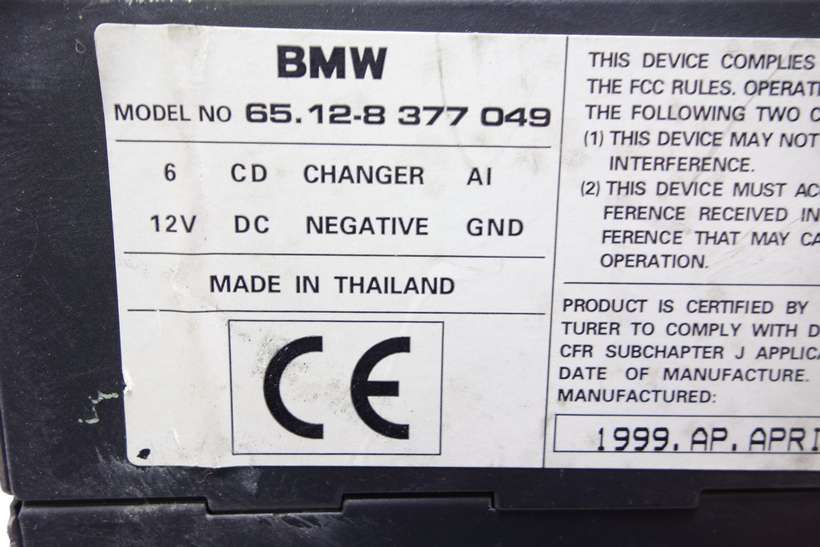 BMW
MODEL NO 65.12-8 377 049
6 CD CHANGER AI
12V DC NEGATIVE GND
MADE IN THAILAND
CE
THIS DEVICE COMPLIES
THE FCC RULES. OPERATI
THE FOLLOWING TWO C
(1) THIS DEVICE MAY NOT
INTERFERENCE.
(2) THIS DEVICE MUST AC
FERENCE RECEIVED IN
FERENCE THAT MAY CA
OPERATION.
PRODUCT IS CERTIFIED BY
TURER TO COMPLY WITH D
CFR SUBCHAPTER J APPLICA
DATE OF MANUFACTURE.
MANUFACTURED:
1999. AP. APRI